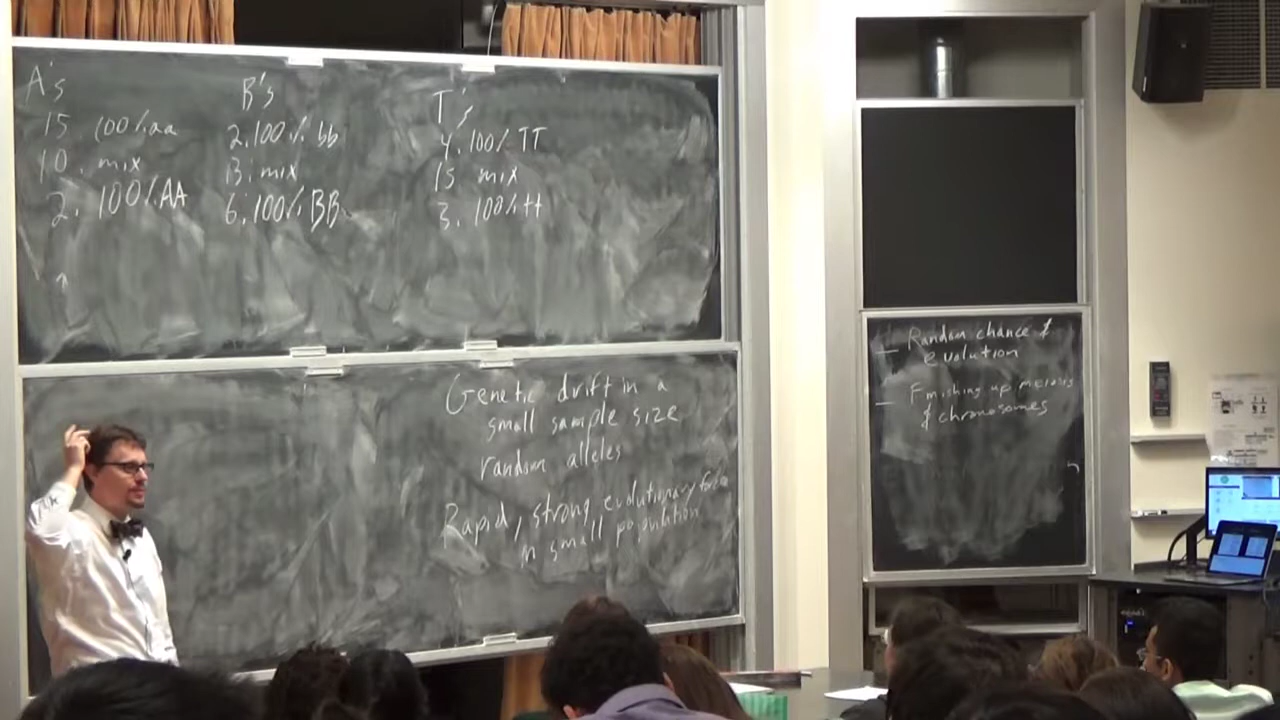 A's
15. 100% aa
10. mix
2. 100% AA
B's
2. 100% bb
13. mix
6. 100% BB
T's
4. 100% TT
15 mix
3. 100% tt
Genetic drift in a
small sample size
random alleles
Rapid, strong evolutionary force
in small population
— Random chance &
evolution
— Finishing up meiosis
& chromosomes